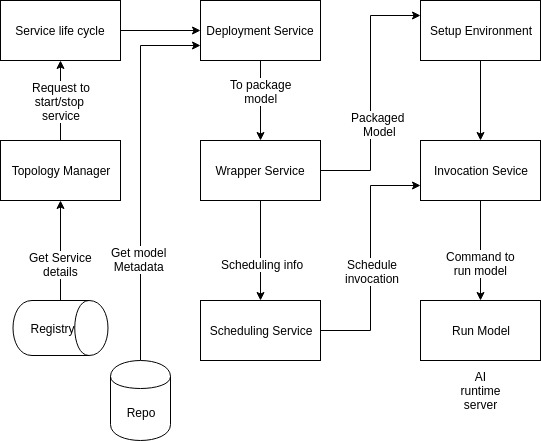 Service life cycle
Deployment Service
Setup Environment
Request to
start/stop
service
To package
model
Packaged
Model
Topology Manager
Wrapper Service
Invocation Sevice
Get Service
details
Get model
Metadata
Scheduling info
Schedule
invocation
Command to
run model
Registry
Scheduling Service
Run Model
Repo
AI
runtime
server